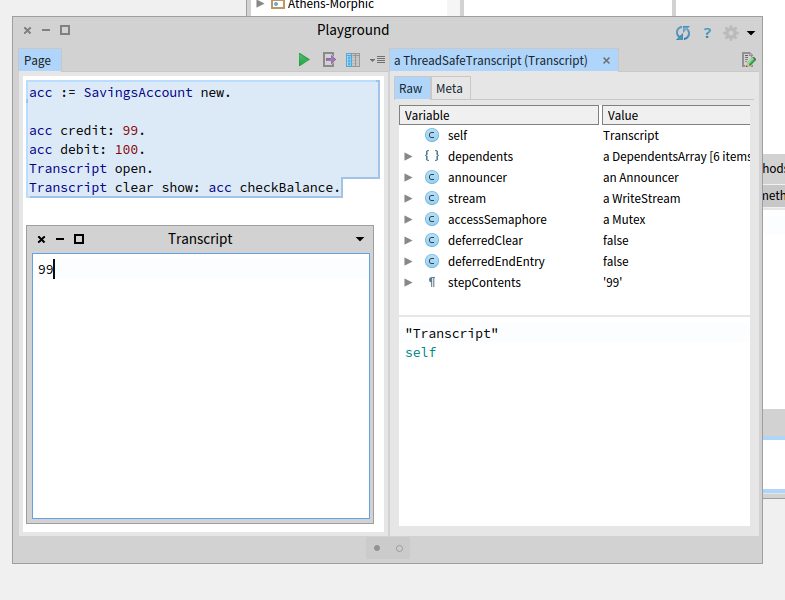 Athens-Morphic
Playground
?
Page
a ThreadSafeTranscript (Transcript)
acc := SavingsAccount new.
acc credit: 99.
acc debit: 100.
Transcript open.
Transcript clear show: acc checkBalance.
Transcript
99
Raw Meta
Variable Value
self Transcript
dependents a DependentsArray [6 items
announcer an Announcer
stream a WriteStream
accessSemaphore a Mutex
deferredClear false
deferredEndEntry false
stepContents '99'
"Transcript"
self
hods
meth